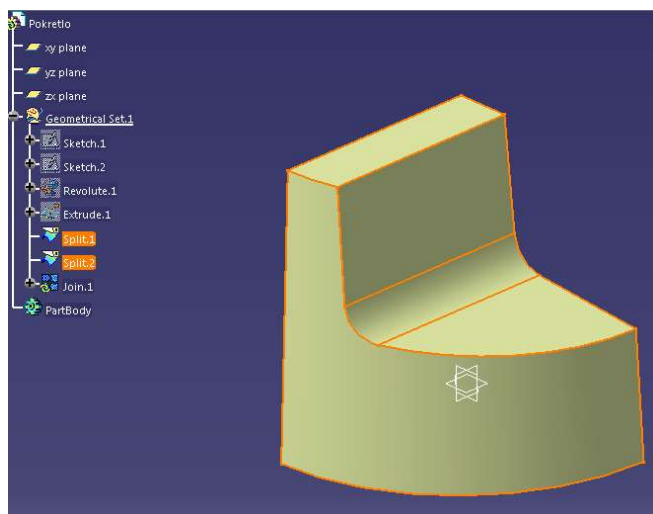 Pokretlo
xy plane
yz plane
zx plane
Geometrical Set.1
Sketch.1
Sketch.2
Revolute.1
Extrude.1
Split.1
Split.2
Join.1
PartBody